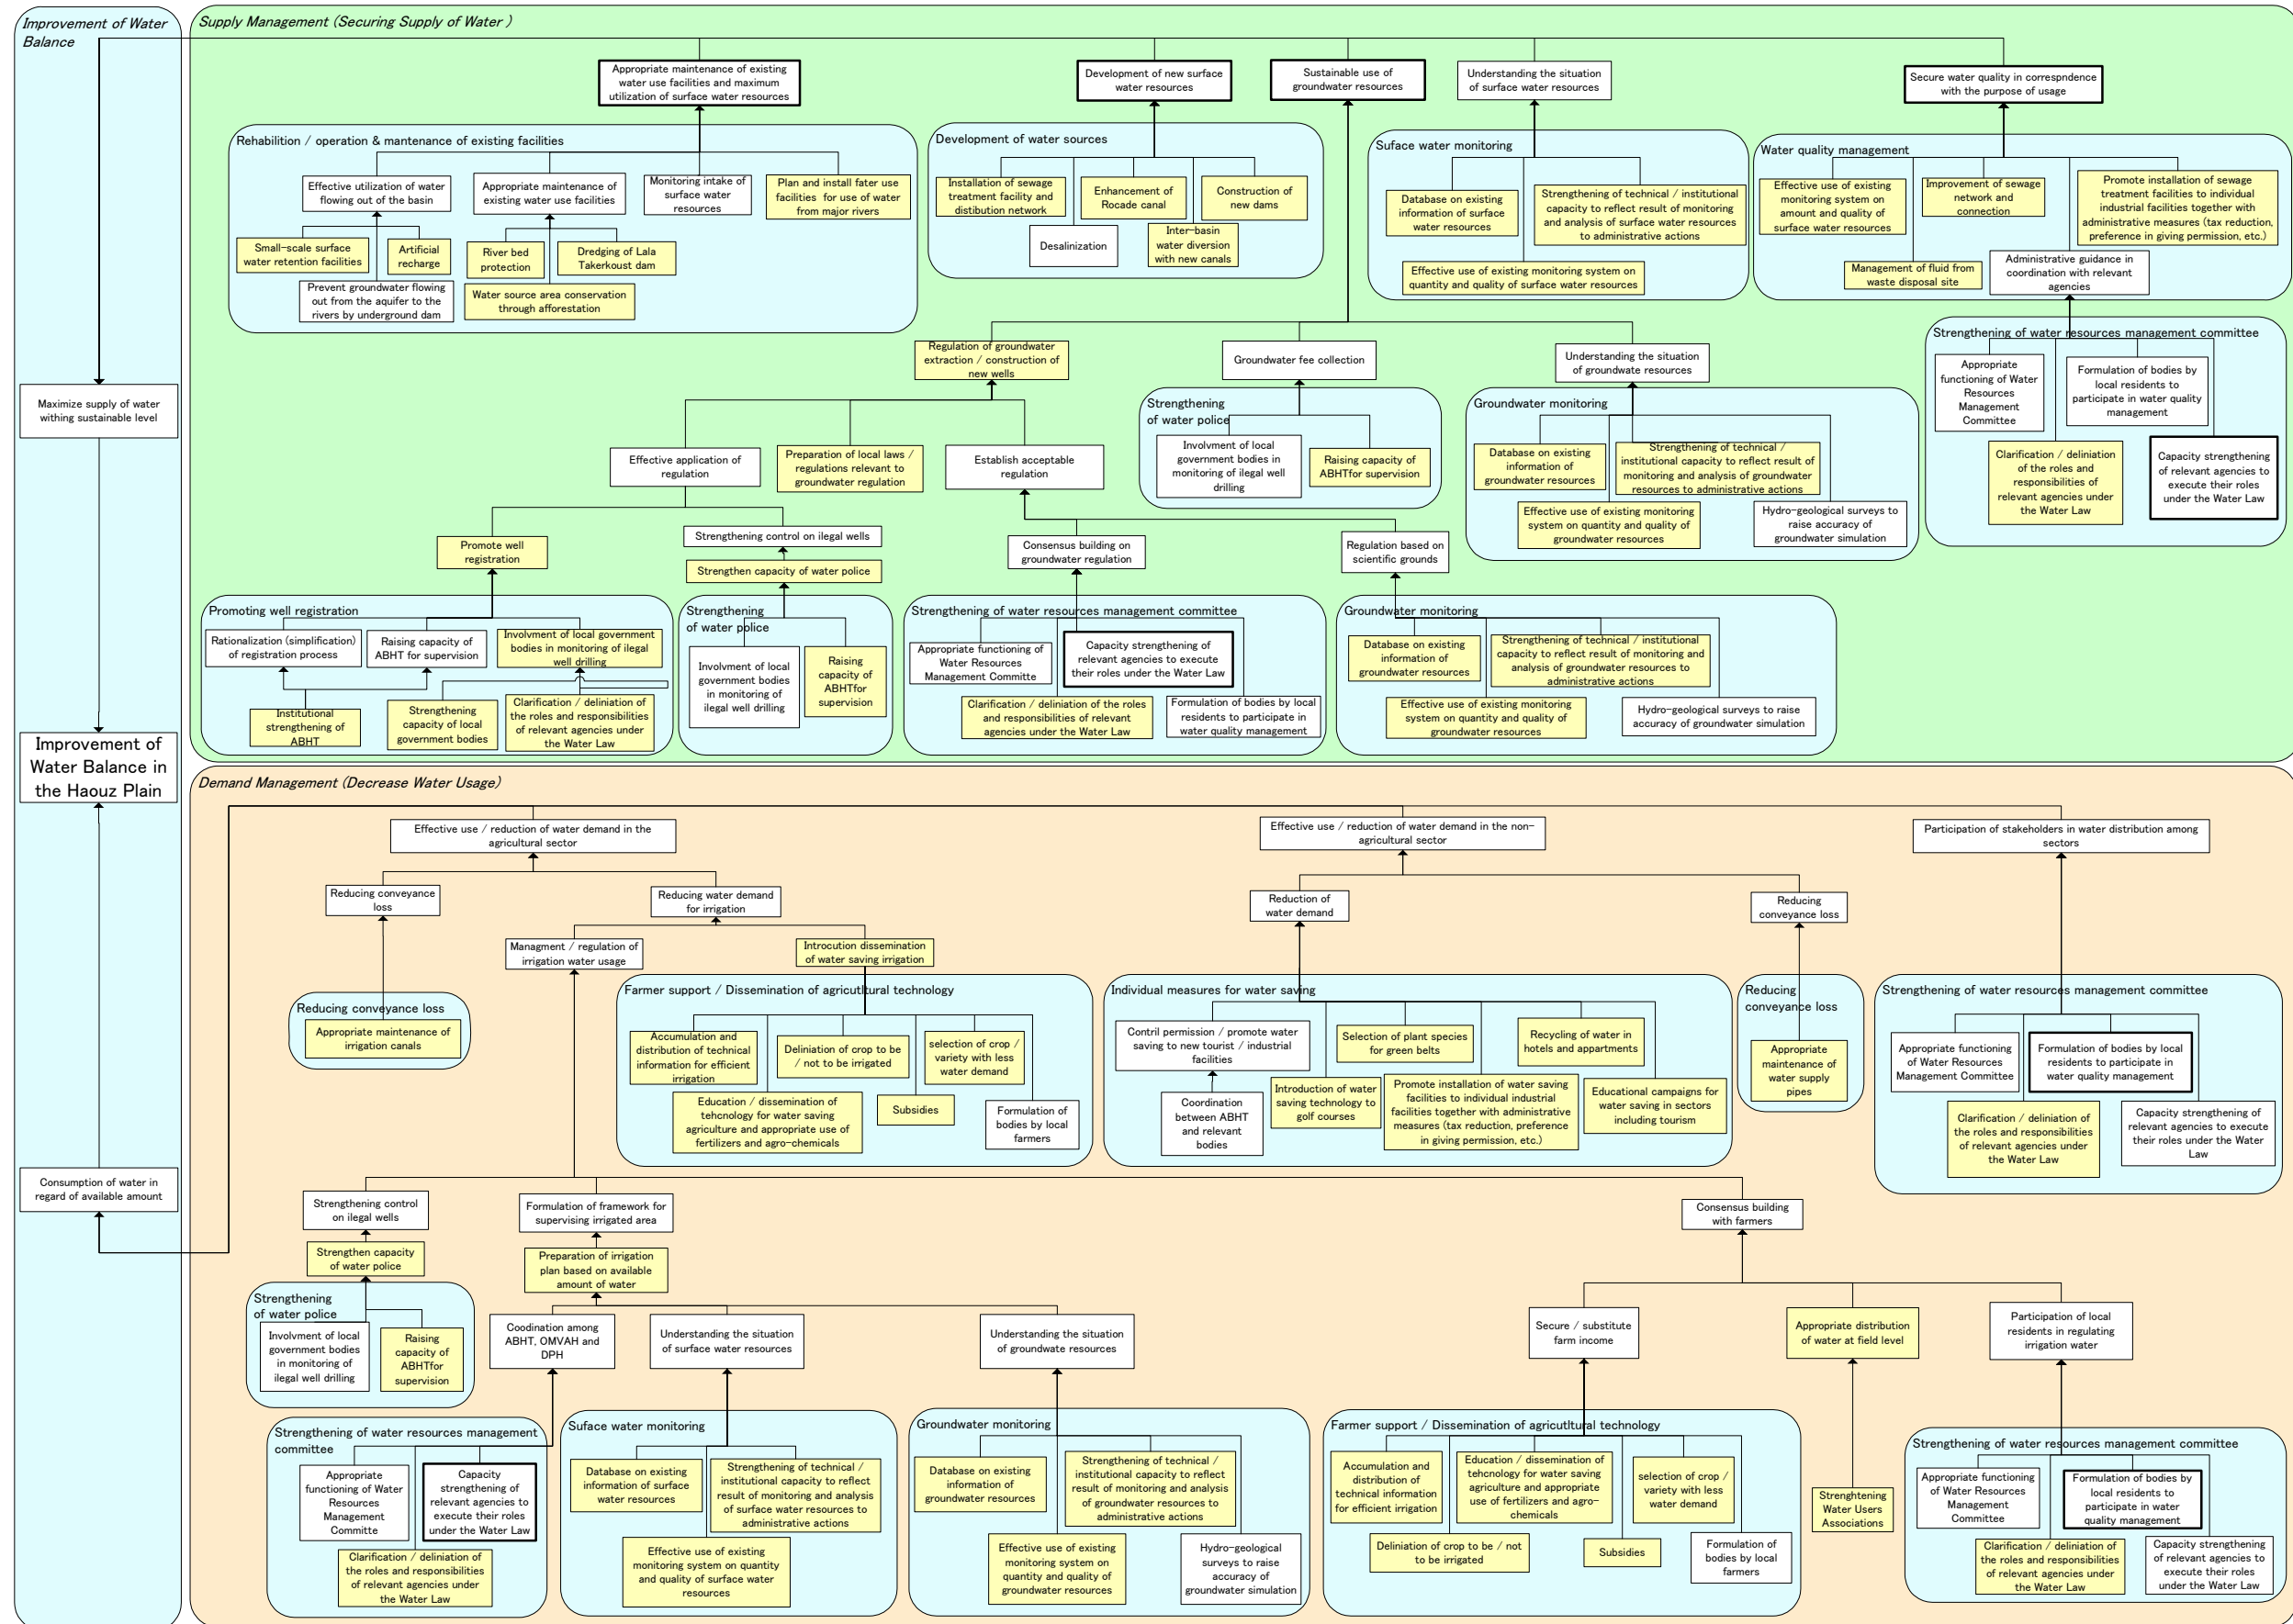 Improvement of Water
Balance
Maximize supply of water
withing sustainable level
Improvement of
Water Balance in
the Haouz Plain
Consumption of water in
regard of available amount
Supply Management (Securing Supply of Water )
Appropriate maintenance of existing
water use facilities and maximum
utilization of surface water resources
Development of new surface
water resources
Sustainable use of
groundwater resources
Understanding the situation
of surface water resources
Secure water quality in correspndence
with the purpose of usage
Rehabilition / operation & mantenance of existing facilities
Effective utilization of water
flowing out of the basin
Appropriate maintenance of
existing water use facilities
Monitoring intake of
surface water
resources
Plan and install fater use
facilities for use of water
from major rivers
Small-scale surface
water retention facilities
Artificial
recharge
Prevent groundwater flowing
out from the aquifer to the
rivers by underground dam
River bed
protection
Dredging of Lala
Takerkoust dam
Water source area conservation
through afforestation
Development of water sources
Installation of sewage
treatment facility and
distibution network
Enhancement of
Rocade canal
Construction of
new dams
Desalinization
Inter-basin
water diversion
with new canals
Suface water monitoring
Database on existing
information of surface
water resources
Strengthening of technical / institutional
capacity to reflect result of monitoring
and analysis of surface water resources
to administrative actions
Effective use of existing monitoring system on
quantity and quality of surface water resources
Water quality management
Effective use of existing
monitoring system on
amount and quality of
surface water resources
Improvement of sewage
network and
connection
Promote installation of sewage
treatment facilities to individual
industrial facilities together with
administrative measures (tax reduction,
preference in giving permission, etc.)
Management of fluid from
waste disposal site
Administrative guidance in
coordination with relevant
agencies
Strengthening of water resources management committee
Appropriate
functioning of Water
Resources
Management
Committee
Formulation of bodies by
local residents to
participate in water quality
management
Clarification / deliniation
of the roles and
responsibilities of
relevant agencies under
the Water Law
Capacity strengthening
of relevant agencies to
execute their roles
under the Water Law
Regulation of groundwater
extraction / construction of
new wells
Groundwater fee collection
Understanding the situation
of groundwate resources
Strengthening
of water police
Involvment of local
government bodies in
monitoring of ilegal well
drilling
Raising capacity of
ABHTfor supervision
Groundwater monitoring
Database on existing
information of
groundwater resources
Strengthening of technical /
institutional capacity to reflect result of
monitoring and analysis of groundwater
resources to administrative actions
Effective use of existing monitoring
system on quantity and quality of
groundwater resources
Hydro-geological surveys to
raise accuracy of
groundwater simulation
Effective application of
regulation
Preparation of local laws /
regulations relevant to
groundwater regulation
Establish acceptable
regulation
Promote well
registration
Strengthening control on ilegal wells
Strengthen capacity of water police
Consensus building on
groundwater regulation
Regulation based on
scientific grounds
Promoting well registration
Rationalization (simplification)
of registration process
Raising capacity of
ABHT for supervision
Involvment of local government
bodies in monitoring of ilegal
well drilling
Institutional
strengthening of
ABHT
Strengthening
capacity of local
government bodies
Clarification / deliniation of
the roles and responsibilities
of relevant agencies under
the Water Law
Strengthening
of water police
Involvment of local
government bodies
in monitoring of
ilegal well drilling
Raising
capacity of
ABHTfor
supervision
Strengthening of water resources management committee
Appropriate functioning of
Water Resources
Management Committe
Capacity strengthening of
relevant agencies to execute
their roles under the Water Law
Clarification / deliniation of the roles
and responsibilities of relevant
agencies under the Water Law
Formulation of bodies by local
residents to participate in
water quality management
Groundwater monitoring
Database on existing
information of
groundwater resources
Strengthening of technical / institutional
capacity to reflect result of monitoring and
analysis of groundwater resources to
administrative actions
Effective use of existing monitoring
system on quantity and quality of
groundwater resources
Hydro-geological surveys to raise
accuracy of groundwater simulation
Demand Management (Decrease Water Usage)
Effective use / reduction of water demand in the
agricultural sector
Effective use / reduction of water demand in the non-
agricultural sector
Participation of stakeholders in water distribution among
sectors
Reducing conveyance
loss
Reducing water demand
for irrigation
Reduction of
water demand
Reducing
conveyance loss
Managment / regulation of
irrigation water usage
Introcution dissemination
of water saving irrigation
Reducing conveyance loss
Appropriate maintenance of
irrigation canals
Farmer support / Dissemination of agricutltural technology
Accumulation and
distribution of technical
information for efficient
irrigation
Deliniation of crop to be
/ not to be irrigated
selection of crop /
variety with less
water demand
Education / dissemination of
tehcnology for water saving
agriculture and appropriate use of
fertilizers and agro-chemicals
Subsidies
Formulation of
bodies by local
farmers
Individual measures for water saving
Contril permission / promote water
saving to new tourist / industrial
facilities
Selection of plant species
for green belts
Recycling of water in
hotels and appartments
Coordination
between ABHT
and relevant
bodies
Introduction of water
saving technology to
golf courses
Promote installation of water saving
facilities to individual industrial
facilities together with administrative
measures (tax reduction, preference
in giving permission, etc.)
Educational campaigns for
water saving in sectors
including tourism
Reducing
conveyance loss
Appropriate
maintenance of
water supply
pipes
Strengthening of water resources management committee
Appropriate functioning
of Water Resources
Management Committee
Formulation of bodies by local
residents to participate in
water quality management
Clarification / deliniation of
the roles and responsibilities
of relevant agencies under
the Water Law
Capacity strengthening of
relevant agencies to execute
their roles under the Water
Law
Strengthening control
on ilegal wells
Formulation of framework for
supervising irrigated area
Consensus building
with farmers
Strengthen capacity
of water police
Preparation of irrigation
plan based on available
amount of water
Strengthening
of water police
Involvment of local
government bodies
in monitoring of
ilegal well drilling
Raising
capacity of
ABHTfor
supervision
Coodination among
ABHT, OMVAH and
DPH
Understanding the situation
of surface water resources
Understanding the situation
of groundwate resources
Secure / substitute
farm income
Appropriate distribution
of water at field level
Participation of local
residents in regulating
irrigation water
Strengthening of water resources management
committee
Appropriate
functioning of Water
Resources
Management
Committe
Capacity
strengthening of
relevant agencies to
execute their roles
under the Water Law
Clarification / deliniation of
the roles and responsibilities
of relevant agencies under
the Water Law
Suface water monitoring
Database on existing
information of surface
water resources
Strengthening of technical /
institutional capacity to reflect
result of monitoring and analysis
of surface water resources to
administrative actions
Effective use of existing
monitoring system on quantity
and quality of surface water
resources
Groundwater monitoring
Database on existing
information of
groundwater resources
Strengthening of technical /
institutional capacity to reflect
result of monitoring and analysis
of groundwater resources to
administrative actions
Effective use of existing
monitoring system on
quantity and quality of
groundwater resources
Hydro-geological
surveys to raise
accuracy of
groundwater simulation
Farmer support / Dissemination of agricutltural technology
Accumulation and
distribution of
technical information
for efficient irrigation
Education / dissemination of
tehcnology for water saving
agriculture and appropriate
use of fertilizers and agro-
chemicals
selection of crop /
variety with less
water demand
Deliniation of crop to be / not
to be irrigated
Subsidies
Formulation of
bodies by local
farmers
Strenghtening
Water Users
Associations
Strengthening of water resources management committee
Appropriate functioning
of Water Resources
Management
Committee
Formulation of bodies by
local residents to
participate in water
quality management
Clarification / deliniation of
the roles and responsibilities
of relevant agencies under
the Water Law
Capacity strengthening
of relevant agencies to
execute their roles
under the Water Law